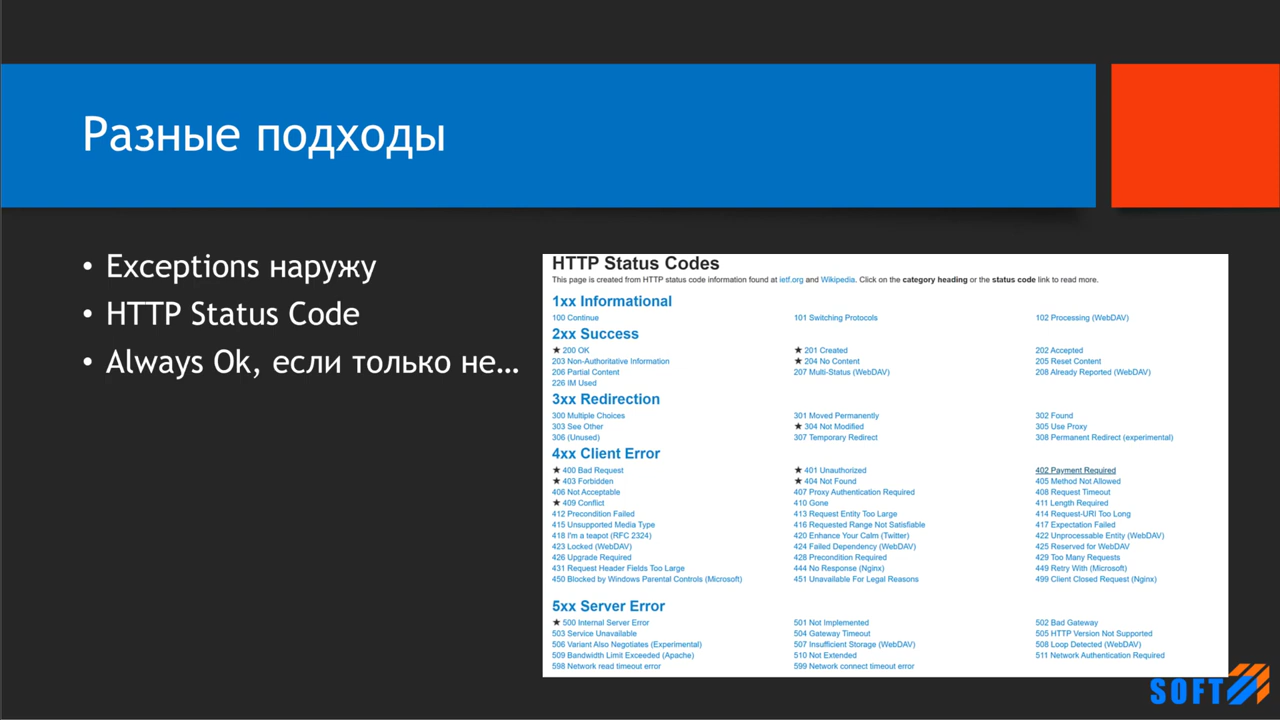 Разные подходы
• Exceptions наружу
• HTTP Status Code
• Always Ok, если только не...
HTTP Status Codes
This page is created from HTTP status code information found at ietf.org and Wikipedia. Click on the category heading or the status code link to read more.
1xx Informational
100 Continue 101 Switching Protocols 102 Processing (WebDAV)
2xx Success
★ 200 OK ★ 201 Created 202 Accepted
203 Non-Authoritative Information ★ 204 No Content 205 Reset Content
206 Partial Content 207 Multi-Status (WebDAV) 208 Already Reported (WebDAV)
226 IM Used
3xx Redirection
300 Multiple Choices 301 Moved Permanently 302 Found
303 See Other ★ 304 Not Modified 305 Use Proxy
306 (Unused) 307 Temporary Redirect 308 Permanent Redirect (experimental)
4xx Client Error
★ 400 Bad Request ★ 401 Unauthorized 402 Payment Required
★ 403 Forbidden ★ 404 Not Found 405 Method Not Allowed
406 Not Acceptable 407 Proxy Authentication Required 408 Request Timeout
★ 409 Conflict 410 Gone 411 Length Required
412 Precondition Failed 413 Request Entity Too Large 414 Request-URI Too Long
415 Unsupported Media Type 416 Requested Range Not Satisfiable 417 Expectation Failed
418 I'm a teapot (RFC 2324) 420 Enhance Your Calm (Twitter) 422 Unprocessable Entity (WebDAV)
423 Locked (WebDAV) 424 Failed Dependency (WebDAV) 425 Reserved for WebDAV
426 Upgrade Required 428 Precondition Required 429 Too Many Requests
431 Request Header Fields Too Large 444 No Response (Nginx) 449 Retry With (Microsoft)
450 Blocked by Windows Parental Controls (Microsoft) 451 Unavailable For Legal Reasons 499 Client Closed Request (Nginx)
5xx Server Error
★ 500 Internal Server Error 501 Not Implemented 502 Bad Gateway
503 Service Unavailable 504 Gateway Timeout 505 HTTP Version Not Supported
506 Variant Also Negotiates (Experimental) 507 Insufficient Storage (WebDAV) 508 Loop Detected (WebDAV)
509 Bandwidth Limit Exceeded (Apache) 510 Not Extended 511 Network Authentication Required
598 Network read timeout error 599 Network connect timeout error
SOFT